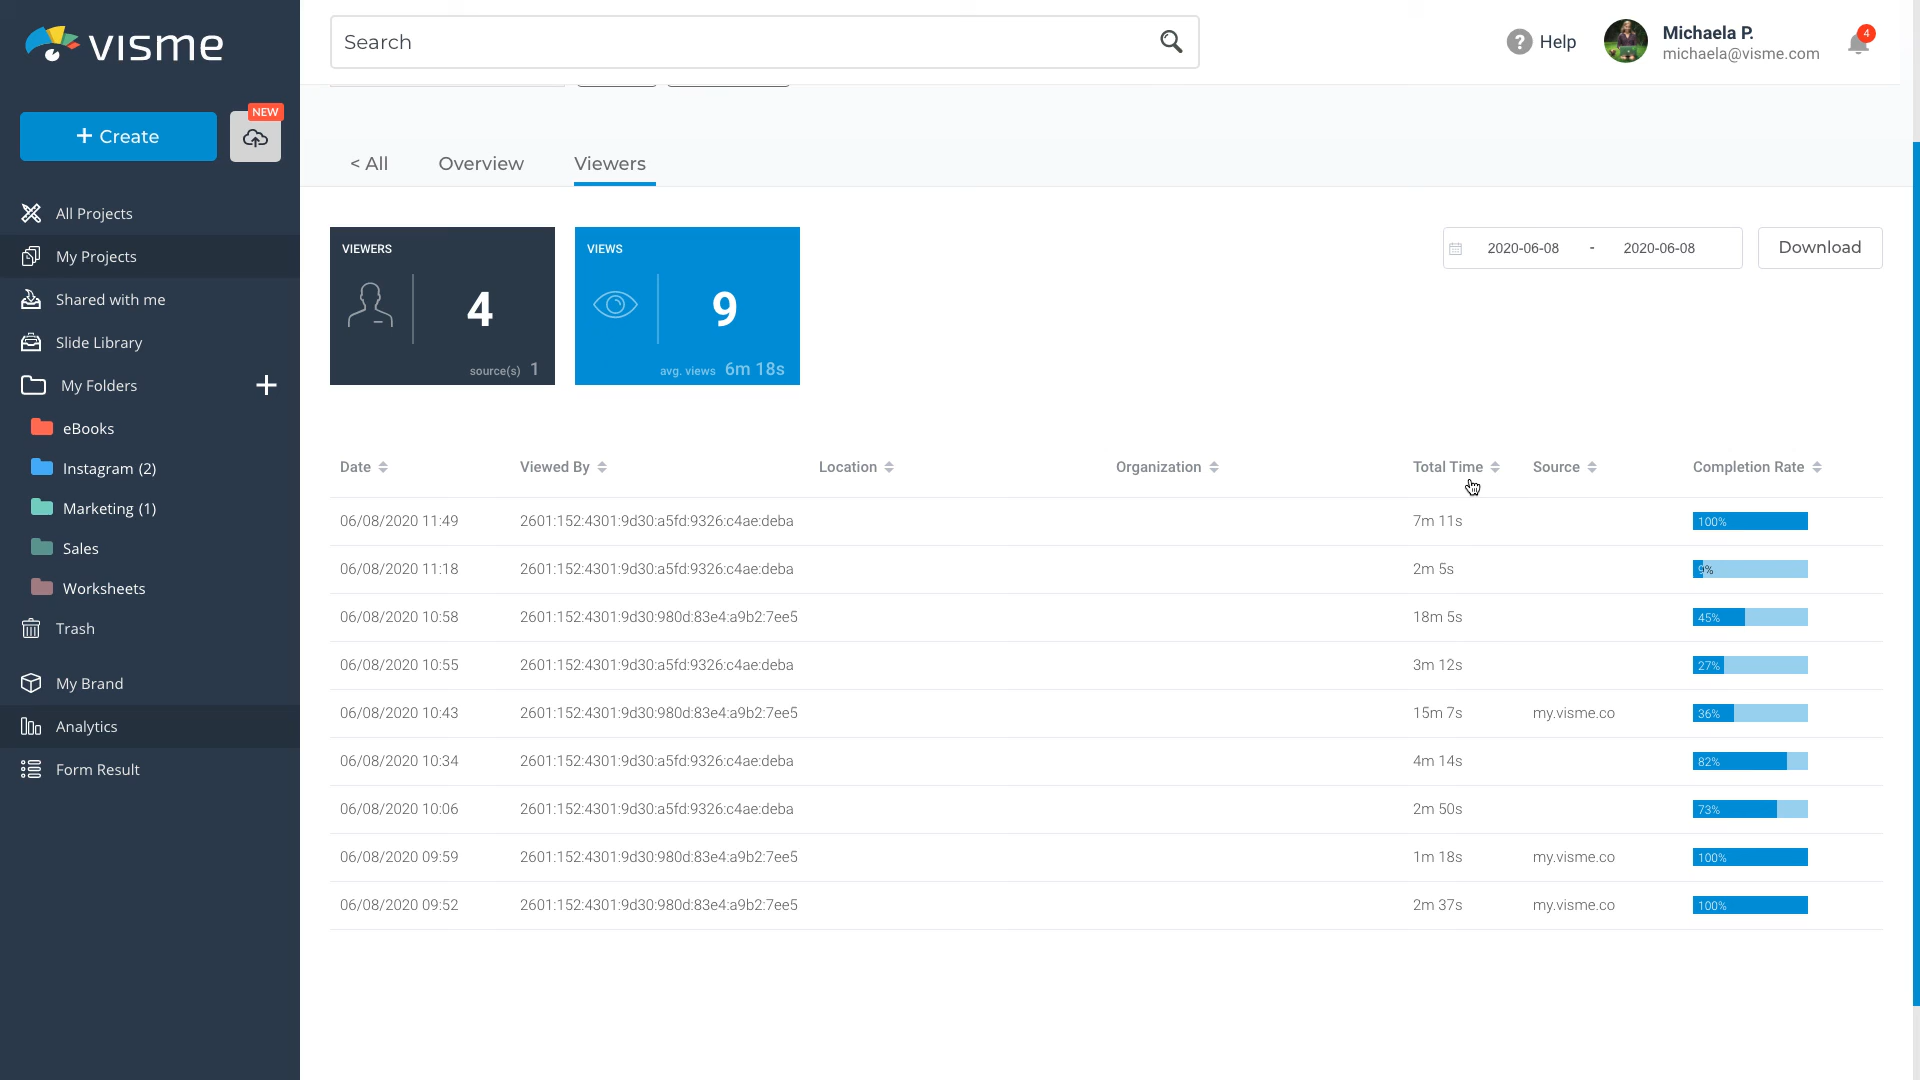 visme
Search
? Help
Michaela P.
michaela@visme.com
4
NEW
+ Create
All Projects
My Projects
Shared with me
Slide Library
My Folders +
eBooks
Instagram (2)
Marketing (1)
Sales
Worksheets
Trash
My Brand
Analytics
Form Result
< All Overview Viewers
VIEWERS
4
source(s) 1
VIEWS
9
avg. views 6m 18s
2020-06-08 - 2020-06-08
Download
Date Viewed By Location Organization Total Time Source Completion Rate
06/08/2020 11:49 2601:152:4301:9d30:a5fd:9326:c4ae:deba 7m 11s 100%
06/08/2020 11:18 2601:152:4301:9d30:a5fd:9326:c4ae:deba 2m 5s 9%
06/08/2020 10:58 2601:152:4301:9d30:980d:83e4:a9b2:7ee5 18m 5s 45%
06/08/2020 10:55 2601:152:4301:9d30:a5fd:9326:c4ae:deba 3m 12s 27%
06/08/2020 10:43 2601:152:4301:9d30:980d:83e4:a9b2:7ee5 15m 7s my.visme.co 36%
06/08/2020 10:34 2601:152:4301:9d30:a5fd:9326:c4ae:deba 4m 14s 82%
06/08/2020 10:06 2601:152:4301:9d30:a5fd:9326:c4ae:deba 2m 50s 73%
06/08/2020 09:59 2601:152:4301:9d30:980d:83e4:a9b2:7ee5 1m 18s my.visme.co 100%
06/08/2020 09:52 2601:152:4301:9d30:980d:83e4:a9b2:7ee5 2m 37s my.visme.co 100%